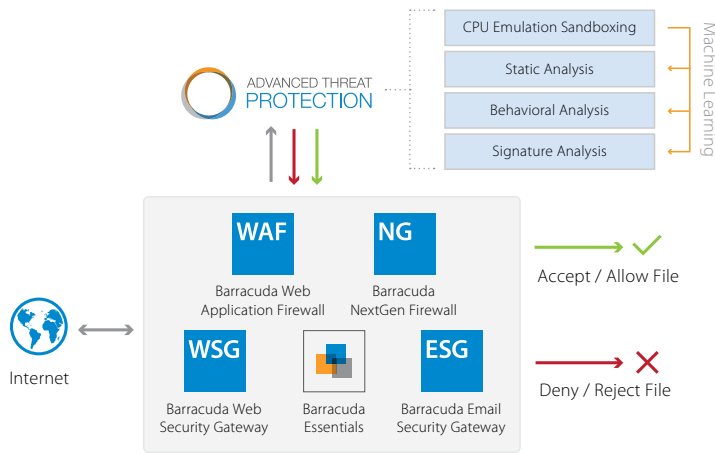 CPU Emulation Sandboxing
Static Analysis
Behavioral Analysis
Signature Analysis
Machine Learning
ADVANCED THREAT
PROTECTION
WAF
Barracuda Web
Application Firewall
NG
Barracuda
NextGen Firewall
WSG
Barracuda Web
Security Gateway
Barracuda
Essentials
ESG
Barracuda Email
Security Gateway
Internet
Accept / Allow File
Deny / Reject File